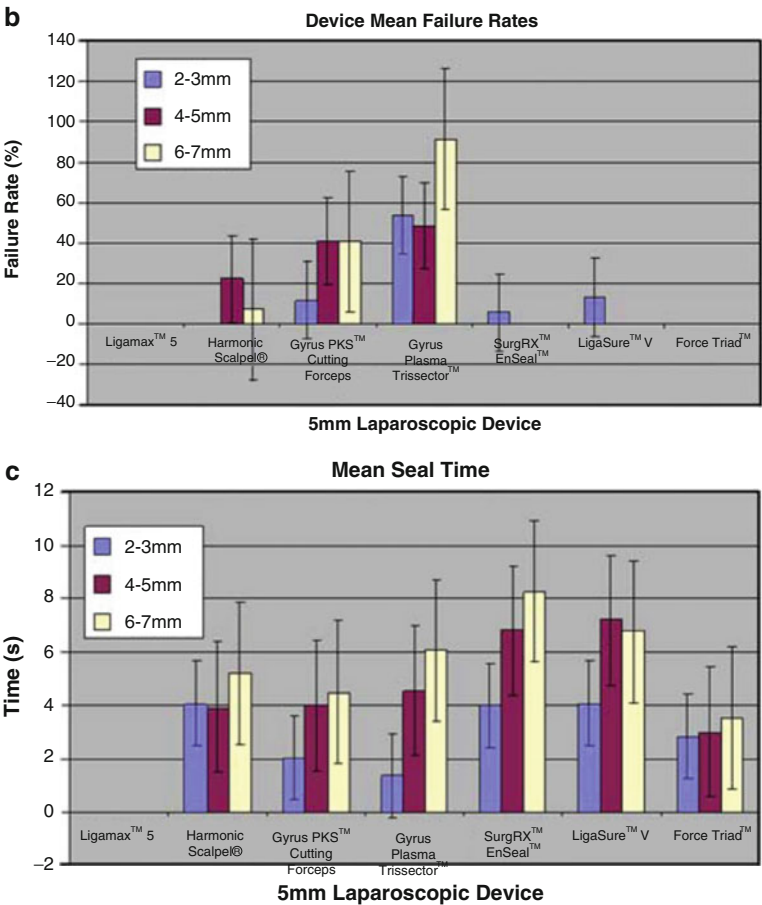 b
Device Mean Failure Rates
140
120
100
80
60
40
20
0
–20
–40
Failure Rate (%)
2-3mm
4-5mm
6-7mm
Ligamax™ 5
Harmonic
Scalpel®
Gyrus PKS™
Cutting
Forceps
Gyrus
Plasma
Trissector™
SurgRX™
EnSeal™
LigaSure™ V
Force Triad™
5mm Laparoscopic Device
c
Mean Seal Time
12
10
8
6
4
2
0
–2
Time (s)
2-3mm
4-5mm
6-7mm
Ligamax™ 5
Harmonic
Scalpel®
Gyrus PKS™
Cutting
Forceps
Gyrus
Plasma
Trissector™
SurgRX™
EnSeal™
LigaSure™ V
Force Triad™
5mm Laparoscopic Device